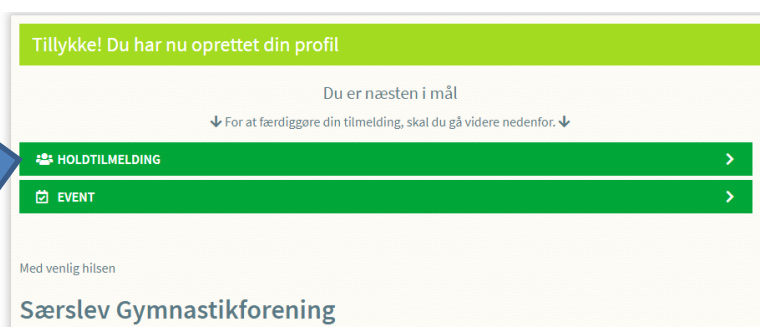 Tillykke! Du har nu oprettet din profil
Du er næsten i mål
For at færdiggøre din tilmelding, skal du gå videre nedenfor.
HOLDTILMELDING
EVENT
Med venlig hilsen
Særslev Gymnastikforening